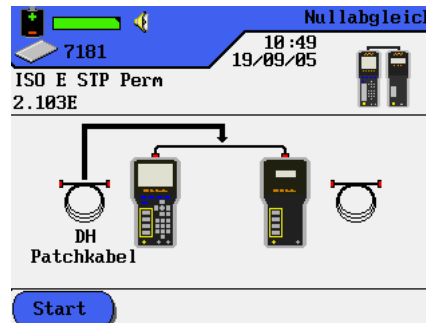 Nullabgleich
7181
10:49
19/09/05
ISO E STP Perm
2.103E
DH
Patchkabel
Start